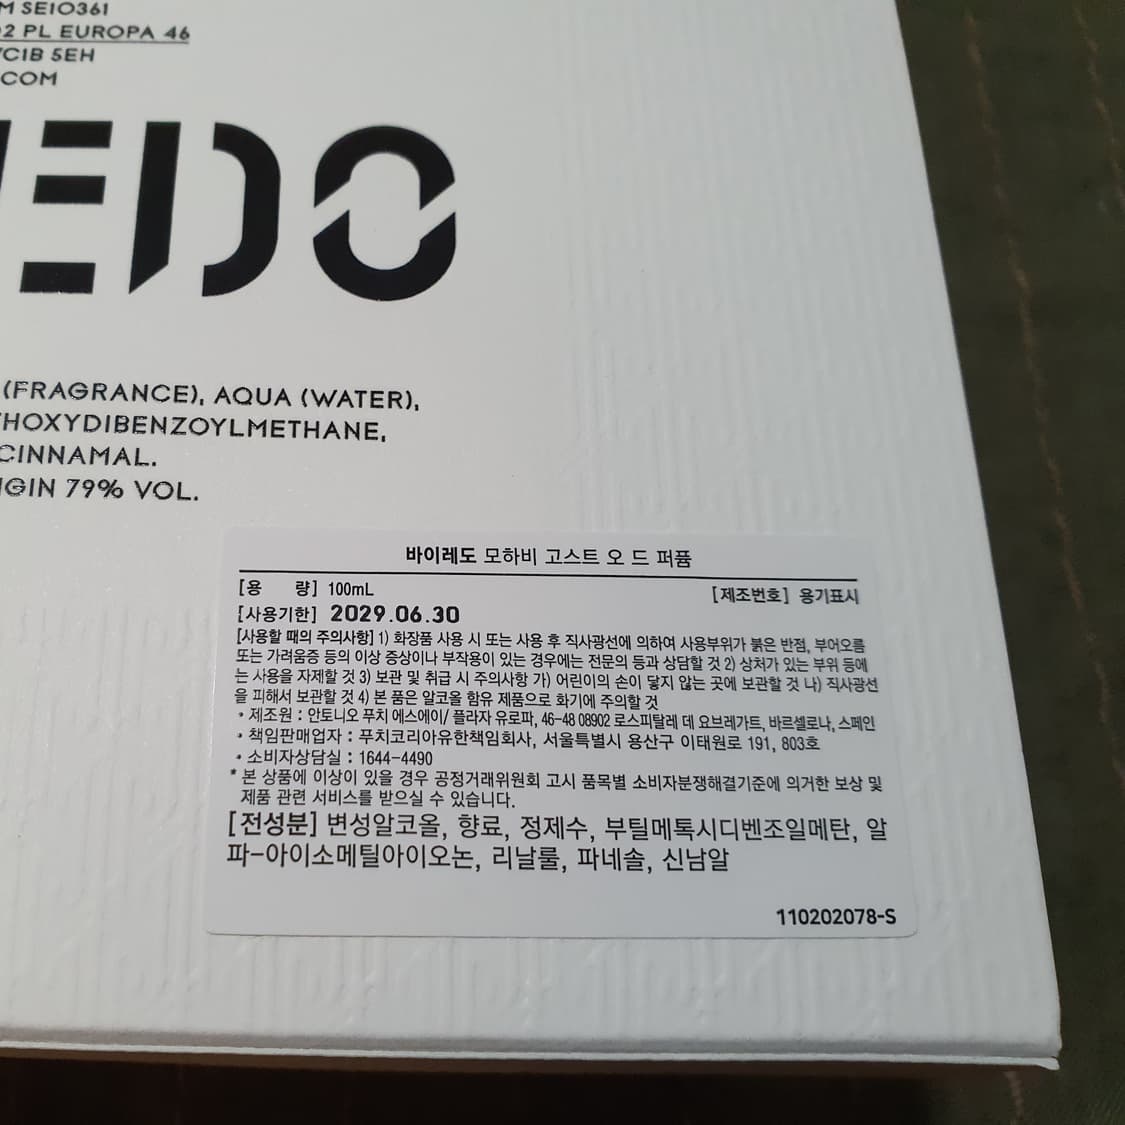 M SE10361
02 PL EUROPA 46
C1B 5EH
.COM
EDO
(FRAGRANCE), AQUA (WATER),
HOXYDIBENZOYLMETHANE,
CINNAMAL.
IGIN 79% VOL.
바이레도 모하비 고스트 오 드 퍼퓸
[용 량] 100mL [제조번호] 용기표시
[사용기한] 2029.06.30
[사용할 때의 주의사항] 1) 화장품 사용 시 또는 사용 후 직사광선에 의하여 사용부위가 붉은 반점, 부어오름
또는 가려움증 등의 이상 증상이나 부작용이 있는 경우에는 전문의 등과 상담할 것 2) 상처가 있는 부위 등에
는 사용을 자제할 것 3) 보관 및 취급 시 주의사항 가) 어린이의 손이 닿지 않는 곳에 보관할 것 나) 직사광선
을 피해서 보관할 것 4) 본 품은 알코올 함유 제품으로 화기에 주의할 것
• 제조원 : 안토니오 푸치 에스에이/ 플라자 유로파, 46-48 08902 로스피탈레 데 요브레가트, 바르셀로나, 스페인
• 책임판매업자 : 푸치코리아유한책임회사, 서울특별시 용산구 이태원로 191, 803호
• 소비자상담실 : 1644-4490
* 본 상품에 이상이 있을 경우 공정거래위원회 고시 품목별 소비자분쟁해결기준에 의거한 보상 및
제품 관련 서비스를 받으실 수 있습니다.
[전성분] 변성알코올, 향료, 정제수, 부틸메톡시디벤조일메탄, 알
파-아이소메틸아이오논, 리날룰, 파네솔, 신남알
110202078-S